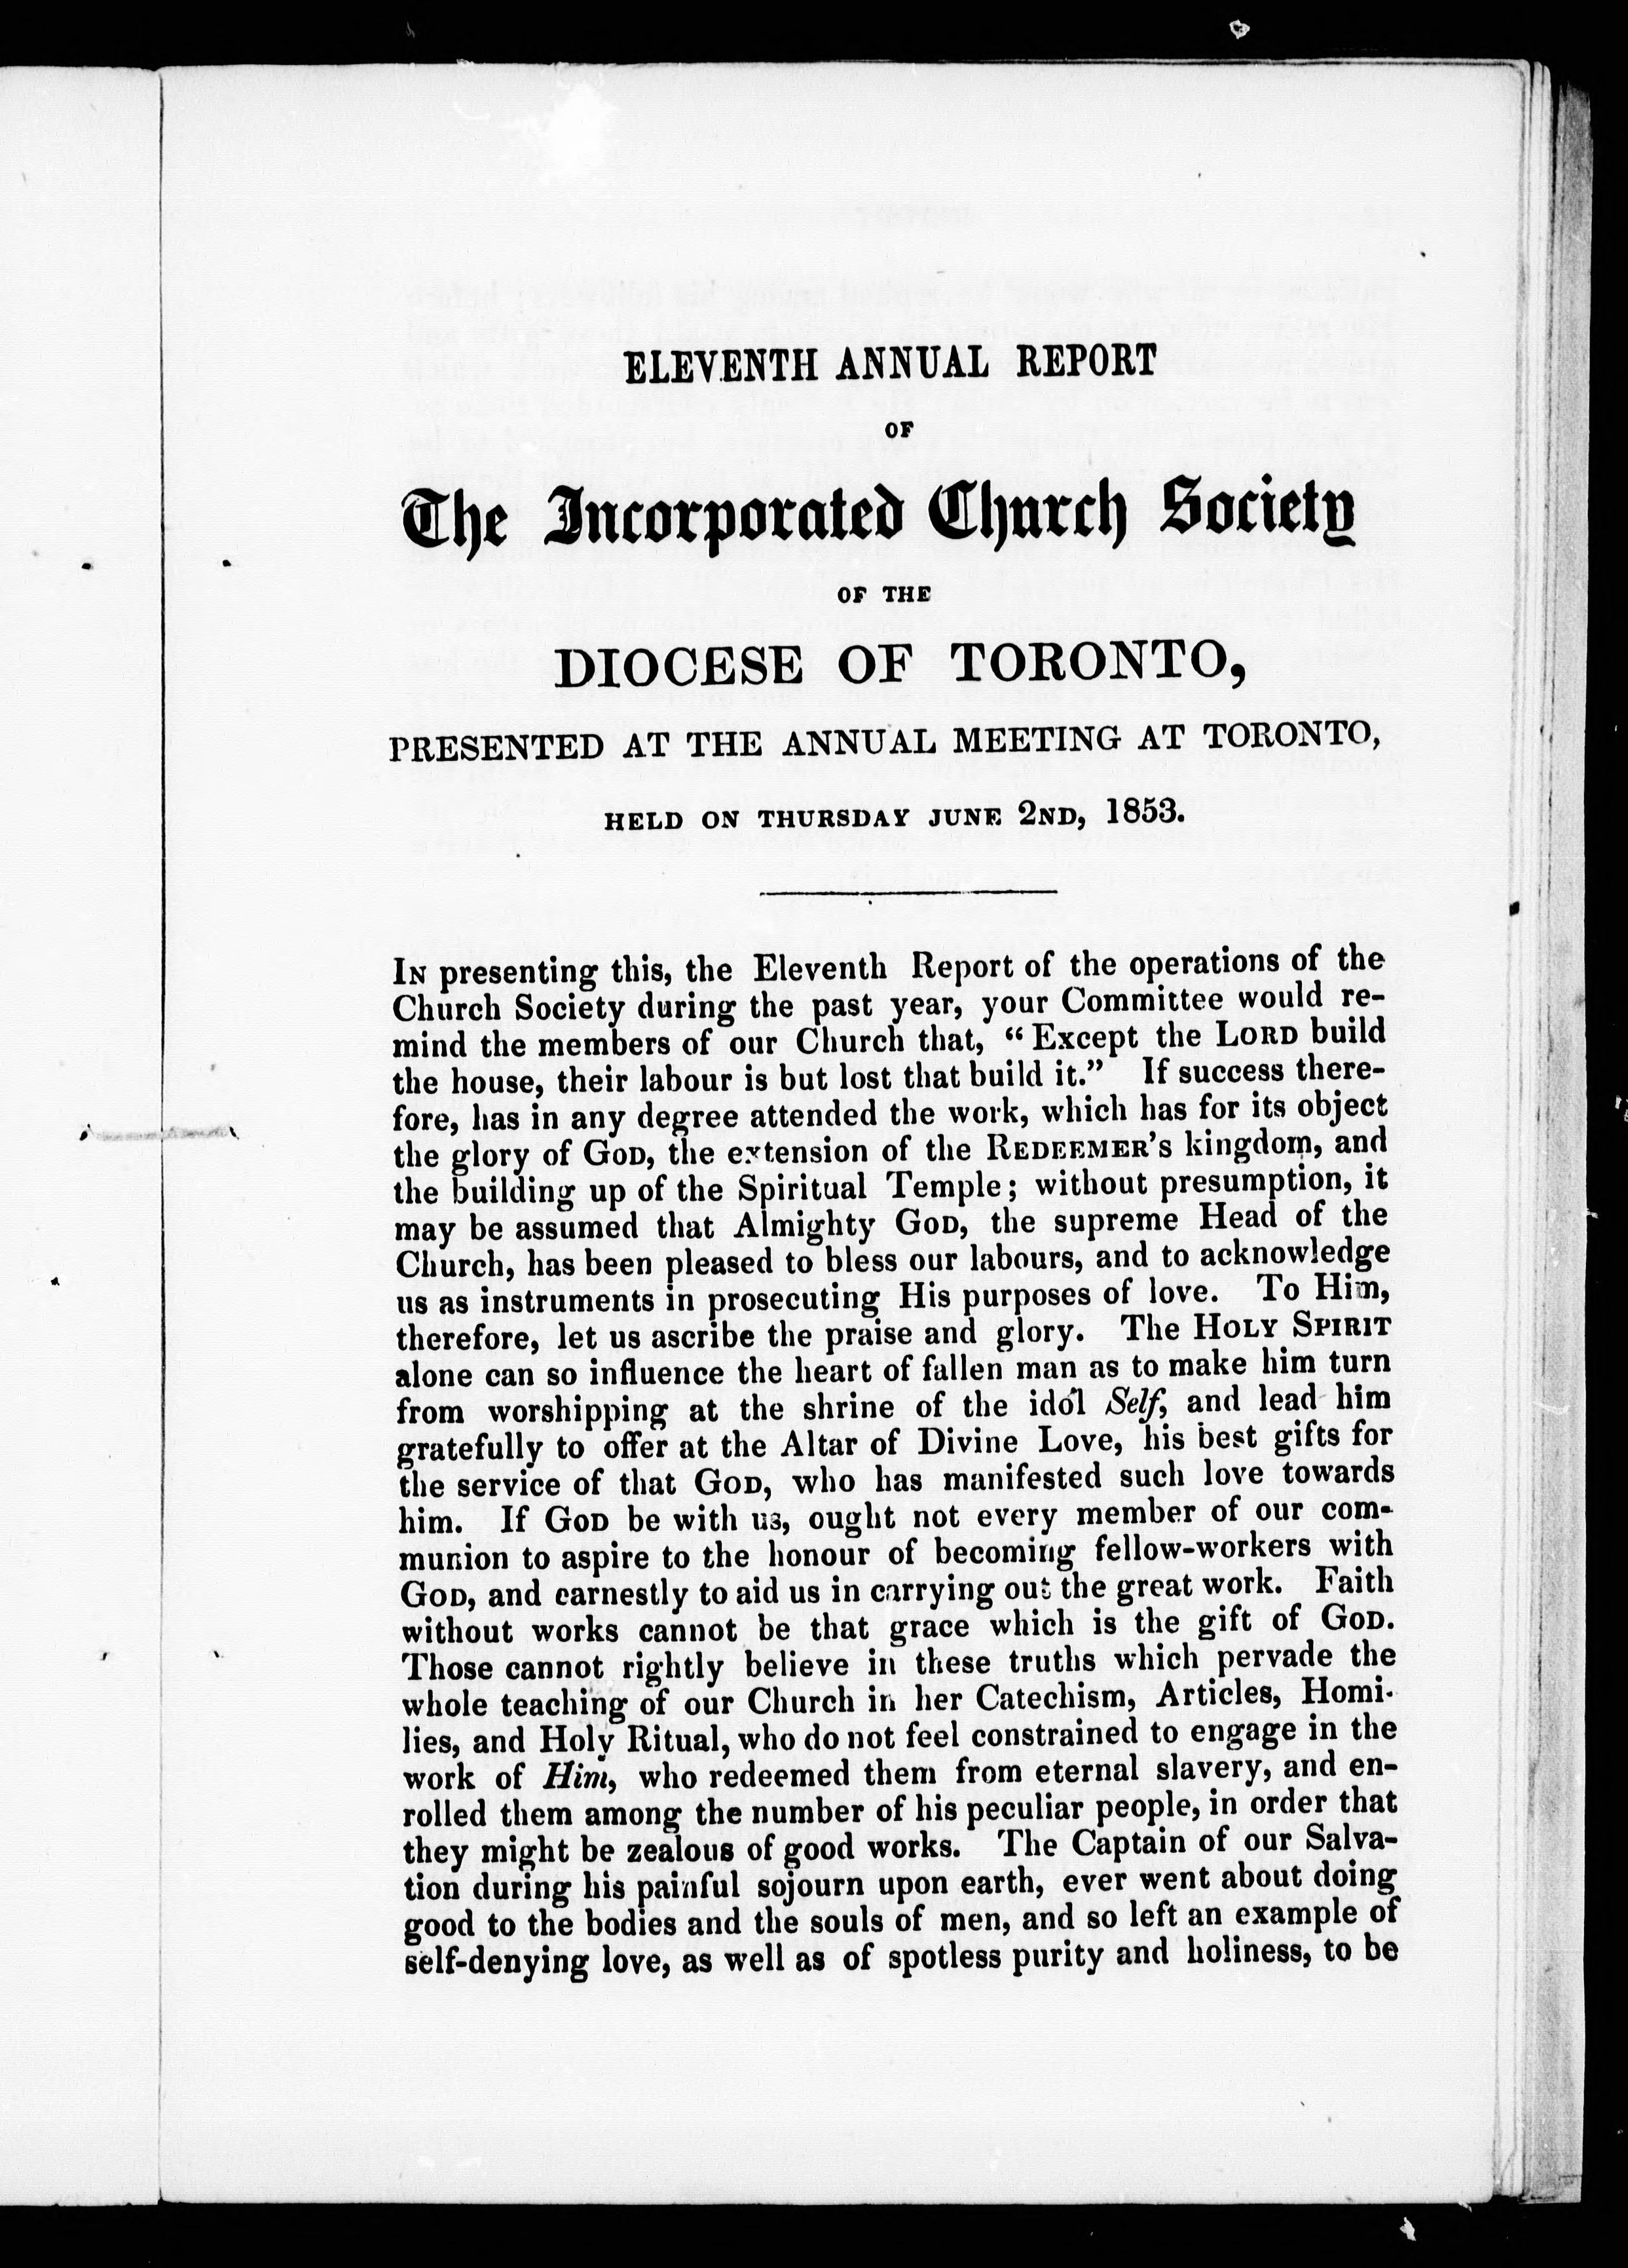 ELEVENTH ANNUAL REPORT
OF
The Incorporated Church Society
OF THE
DIOCESE OF TORONTO,
PRESENTED AT THE ANNUAL MEETING AT TORONTO,
HELD ON THURSDAY JUNE 2ND, 1853.
IN presenting this, the Eleventh Report of the operations of the
Church Society during the past year, your Committee would re-
mind the members of our Church that, “Except the LORD build
the house, their labour is but lost that build it.” If success there-
fore, has in any degree attended the work, which has for its object
the glory of GOD, the extension of the REDEEMER'S kingdom, and
the building up of the Spiritual Temple; without presumption, it
may be assumed that Almighty GOD, the supreme Head of the
Church, has been pleased to bless our labours, and to acknowledge
us as instruments in prosecuting His purposes of love. To Him,
therefore, let us ascribe the praise and glory. The HOLY SPIRIT
alone can so influence the heart of fallen man as to make him turn
from worshipping at the shrine of the idol Self, and lead him
gratefully to offer at the Altar of Divine Love, his best gifts for
the service of that GOD, who has manifested such love towards
him. If GOD be with us, ought not every member of our com-
munion to aspire to the honour of becoming fellow-workers with
GOD, and earnestly to aid us in carrying out the great work. Faith
without works cannot be that grace which is the gift of GOD.
Those cannot rightly believe in these truths which pervade the
whole teaching of our Church in her Catechism, Articles, Homi-
lies, and Holy Ritual, who do not feel constrained to engage in the
work of Him, who redeemed them from eternal slavery, and en-
rolled them among the number of his peculiar people, in order that
they might be zealous of good works. The Captain of our Salva-
tion during his painful sojourn upon earth, ever went about doing
good to the bodies and the souls of men, and so left an example of
self-denying love, as well as of spotless purity and holiness, to be